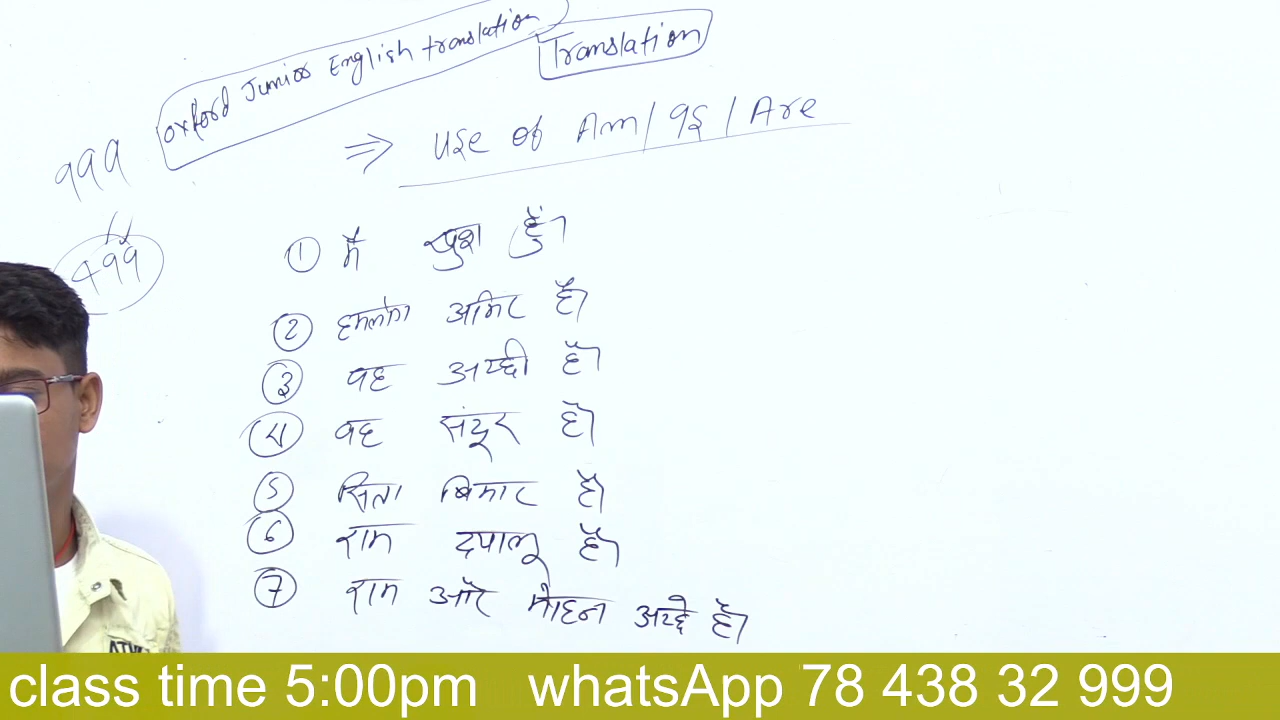 Oxford Junior English translation
Translation
⇒ use of Am / Is / Are
999
499
① मैं खुश हूँ।
② हमलोग अमिर हैं।
③ वह अच्छी है।
④ वह सुंदर है।
⑤ सिता बिमार है।
⑥ राम दयालू है।
⑦ राम और मोहन अच्छे हैं।
class time 5:00pm whatsApp 78 438 32 999